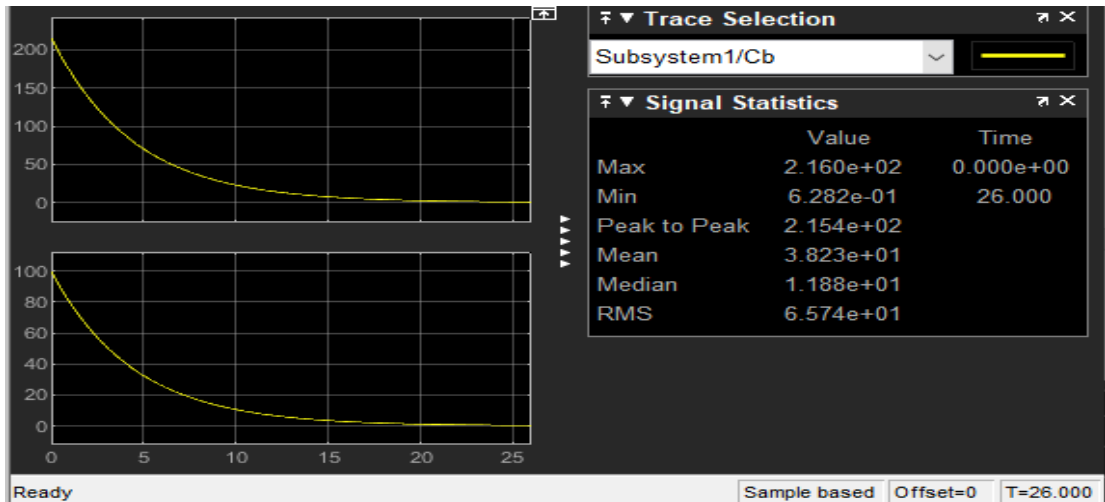 200
150
100
50
0
100
80
60
40
20
0
0 5 10 15 20 25
Trace Selection
Subsystem1/Cb
Signal Statistics
Value Time
Max 2.160e+02 0.000e+00
Min 6.282e-01 26.000
Peak to Peak 2.154e+02
Mean 3.823e+01
Median 1.188e+01
RMS 6.574e+01
Ready Sample based Offset=0 T=26.000